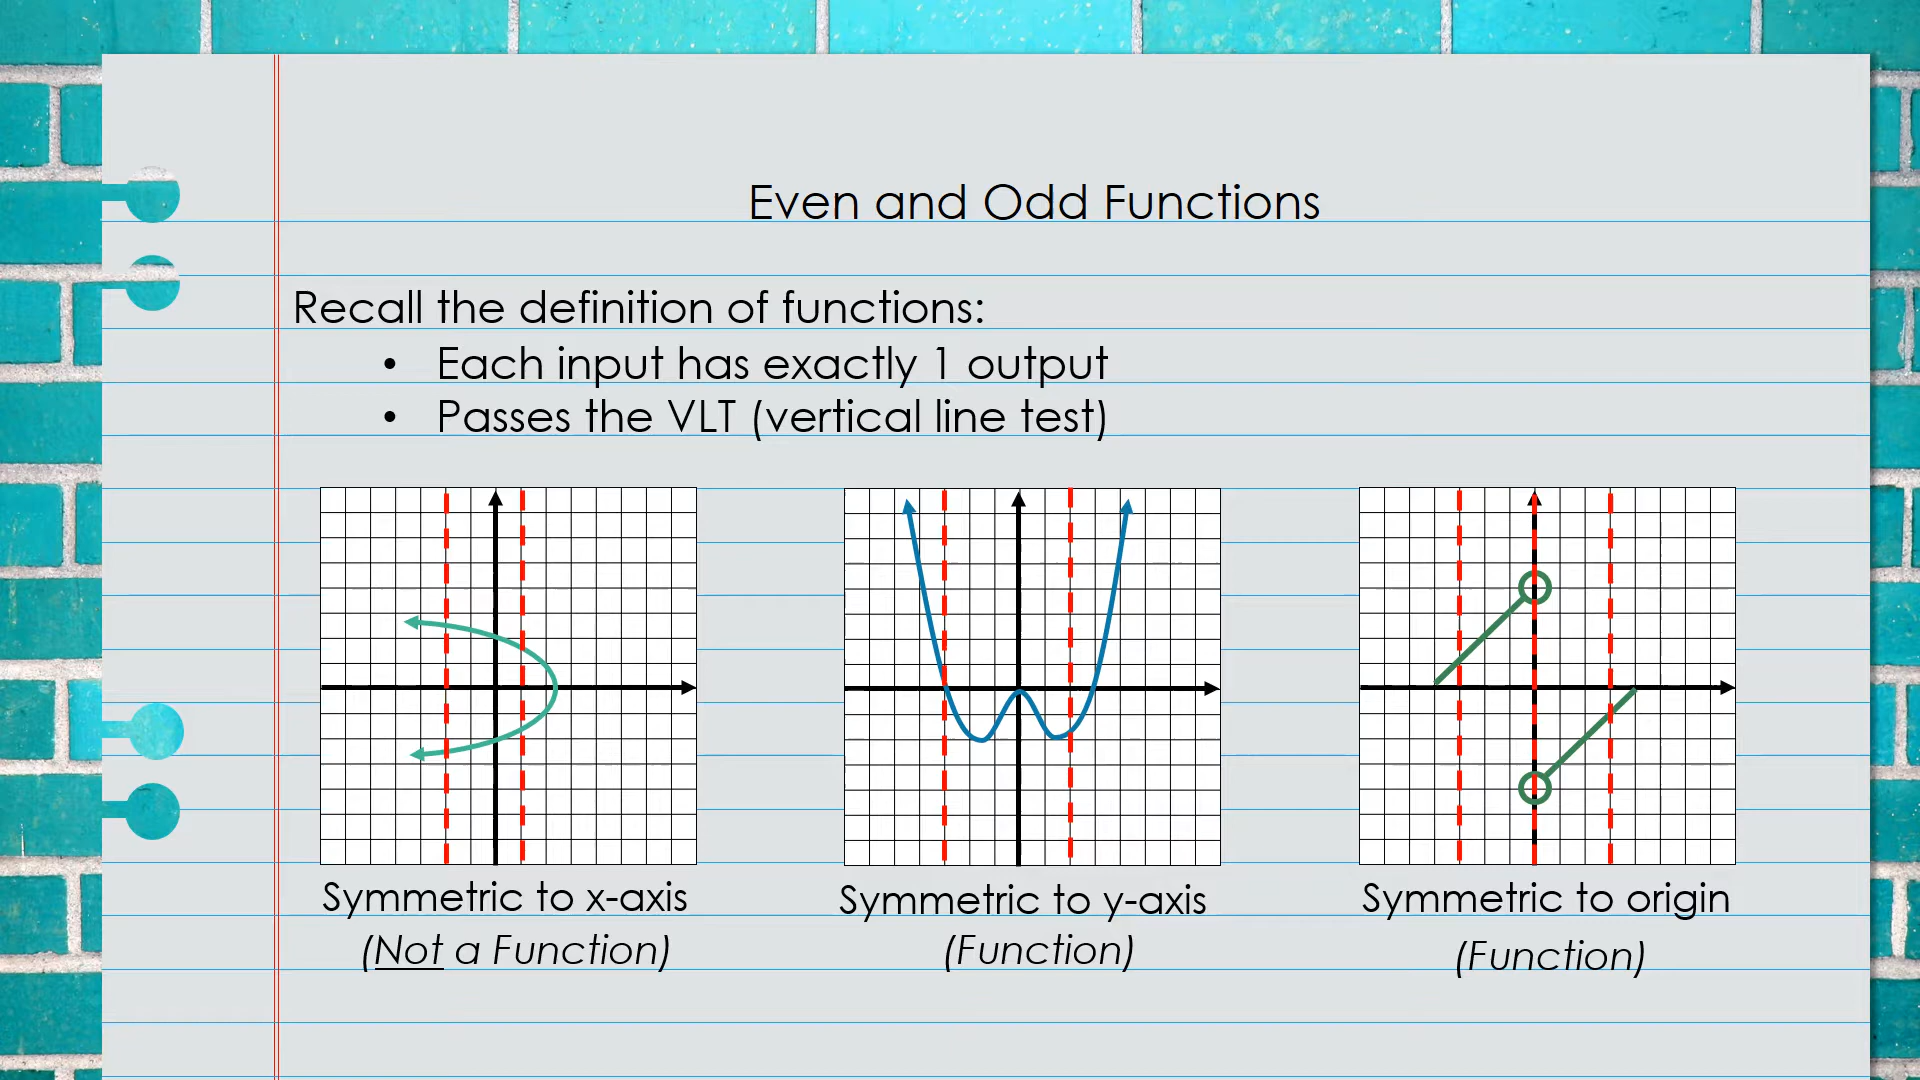 Even and Odd Functions
Recall the definition of functions:
• Each input has exactly 1 output
• Passes the VLT (vertical line test)
Symmetric to x-axis
(Not a Function)
Symmetric to y-axis
(Function)
Symmetric to origin
(Function)